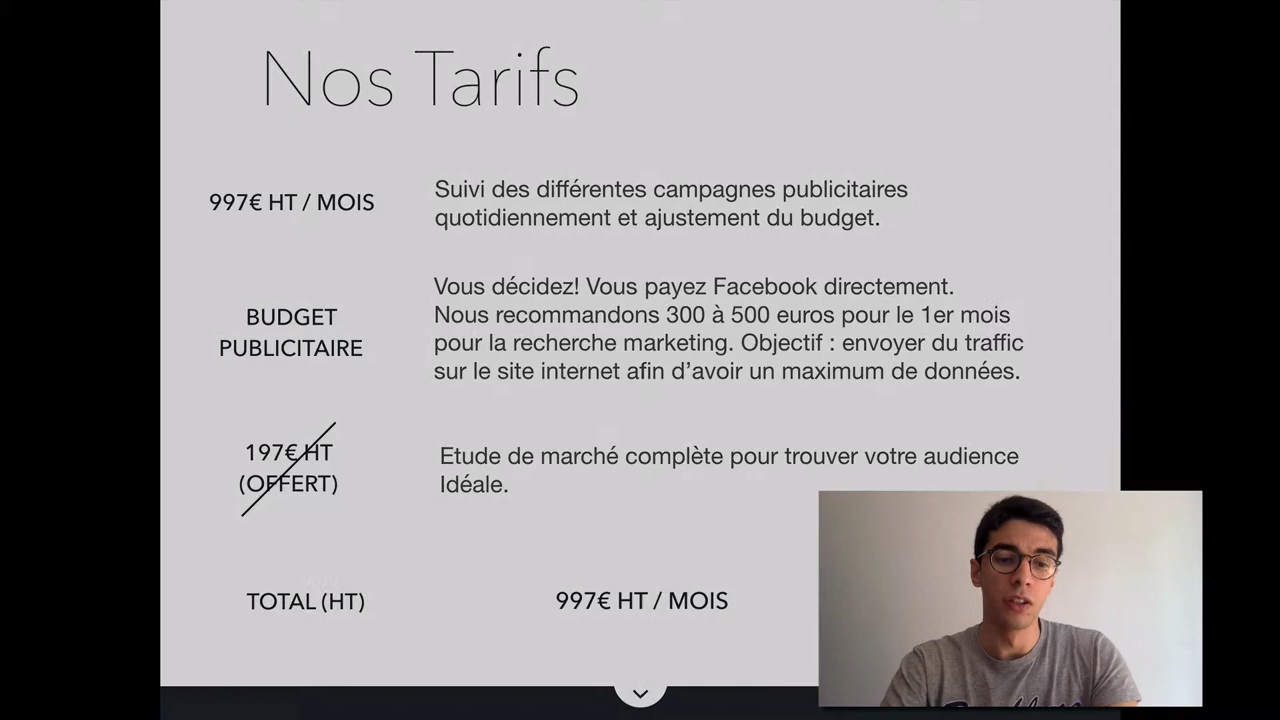 Nos Tarifs
997€ HT / MOIS
Suivi des différentes campagnes publicitaires
quotidiennement et ajustement du budget.
BUDGET
PUBLICITAIRE
Vous décidez! Vous payez Facebook directement.
Nous recommandons 300 à 500 euros pour le 1er mois
pour la recherche marketing. Objectif : envoyer du traffic
sur le site internet afin d’avoir un maximum de données.
197€ HT
(OFFERT)
Etude de marché complète pour trouver votre audience
Idéale.
TOTAL (HT)
997€ HT / MOIS